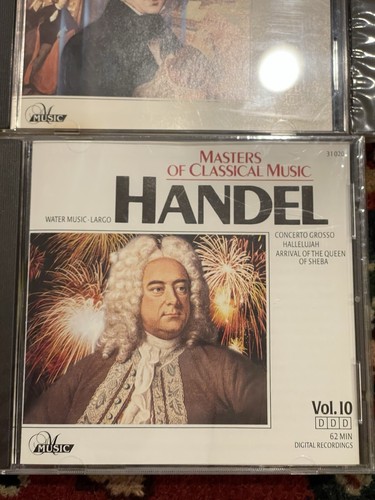 MUSIC
MASTERS
OF CLASSICAL MUSIC
HANDEL
WATER MUSIC · LARGO
CONCERTO GROSSO
HALLELUJAH
ARRIVAL OF THE QUEEN
OF SHEBA
Vol. 10
DDD
62 MIN
DIGITAL RECORDINGS
MUSIC